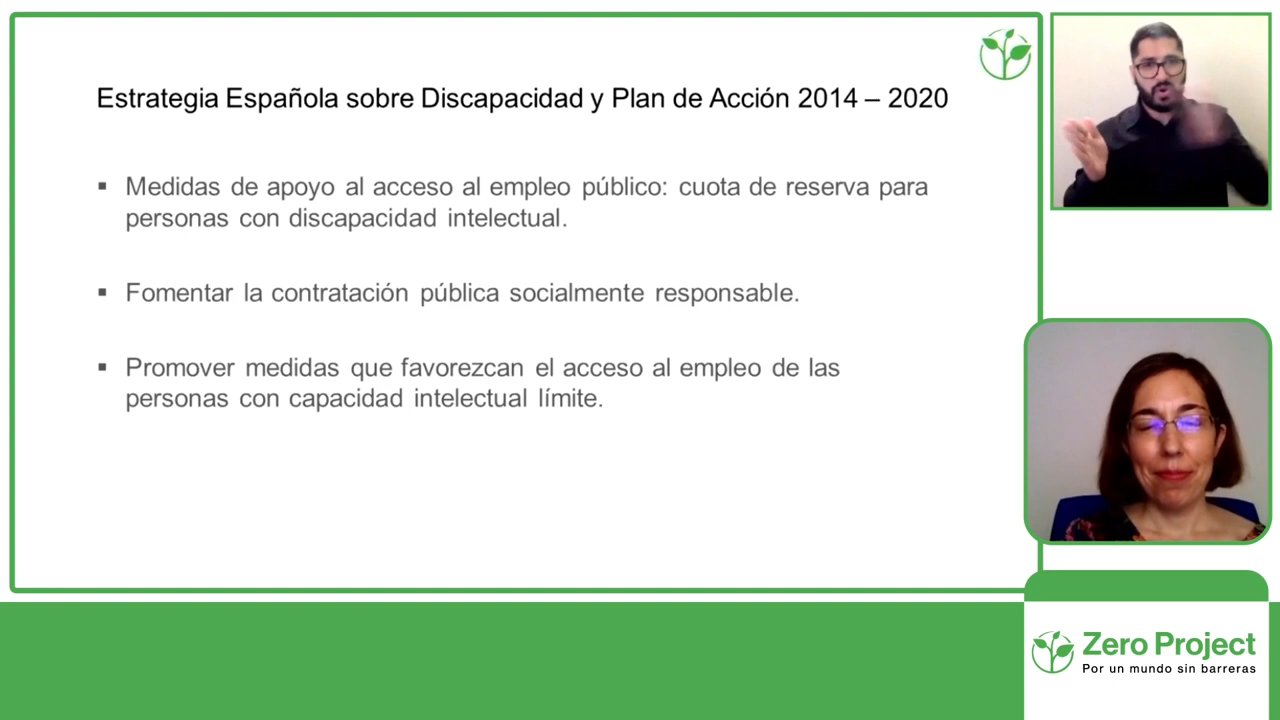 Estrategia Española sobre Discapacidad y Plan de Acción 2014 – 2020
▪ Medidas de apoyo al acceso al empleo público: cuota de reserva para
personas con discapacidad intelectual.
▪ Fomentar la contratación pública socialmente responsable.
▪ Promover medidas que favorezcan el acceso al empleo de las
personas con capacidad intelectual límite.
Zero Project
Por un mundo sin barreras